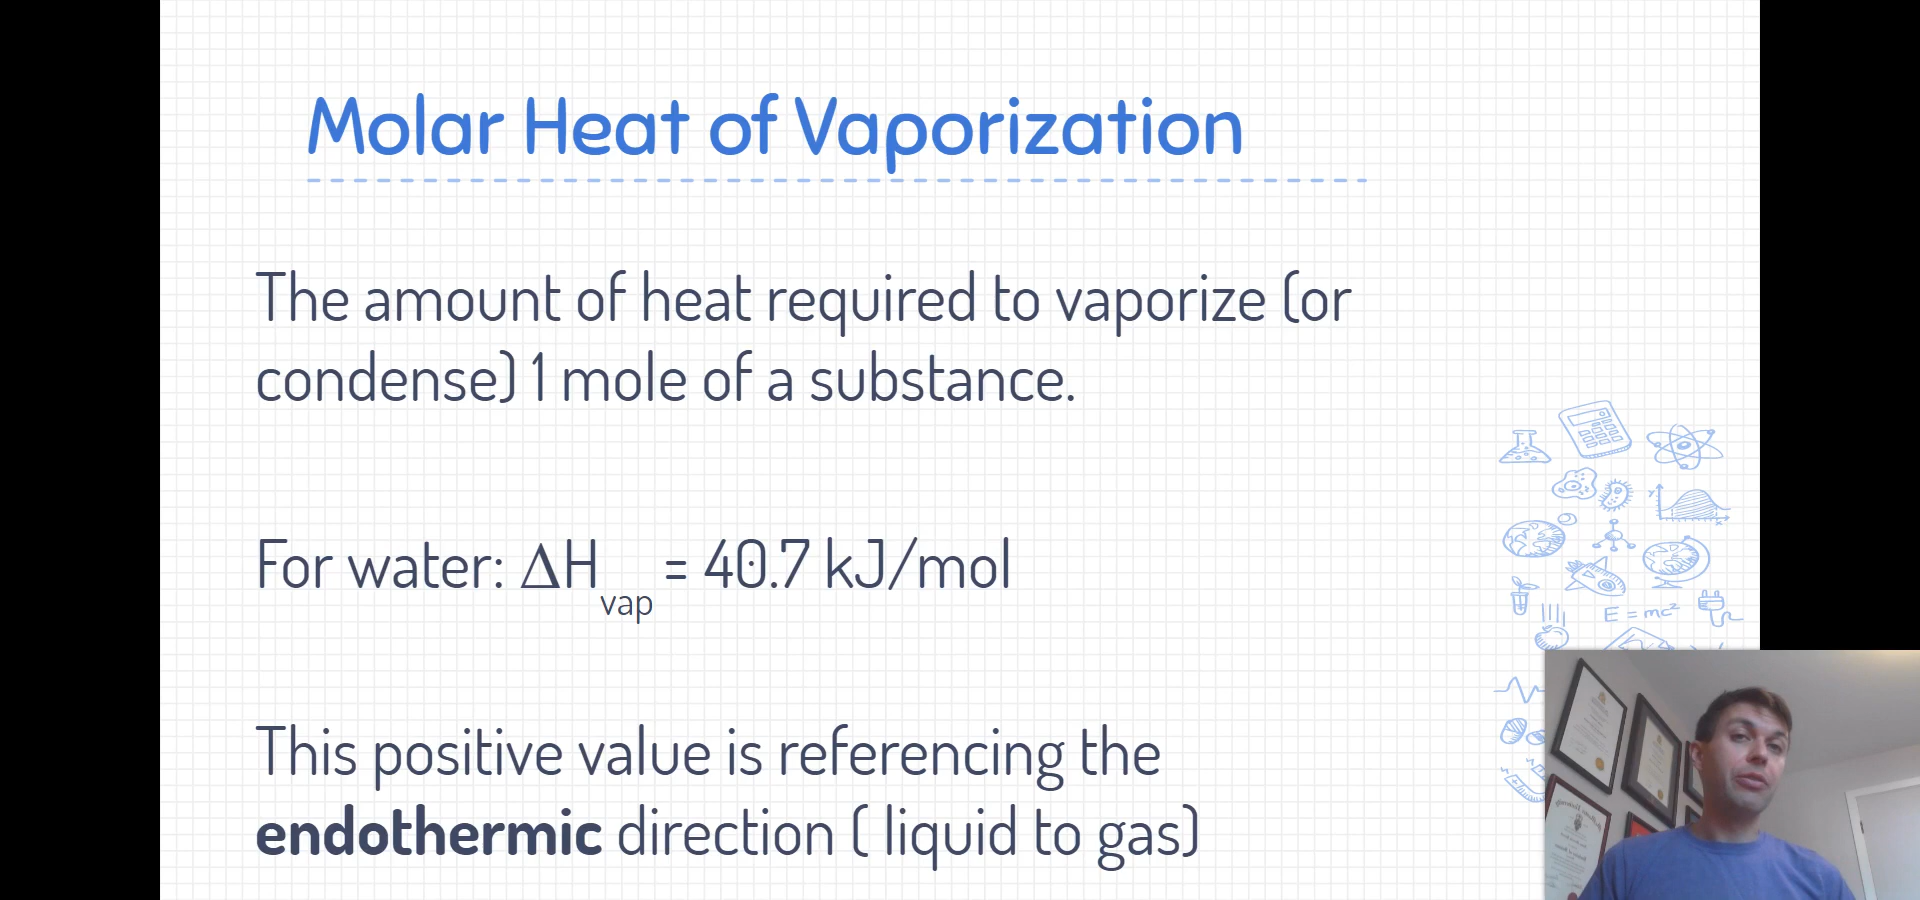 Molar Heat of Vaporization
The amount of heat required to vaporize (or
condense) 1 mole of a substance.
For water: ΔHvap = 40.7 kJ/mol
This positive value is referencing the
endothermic direction ( liquid to gas)
y
x
E = mc²